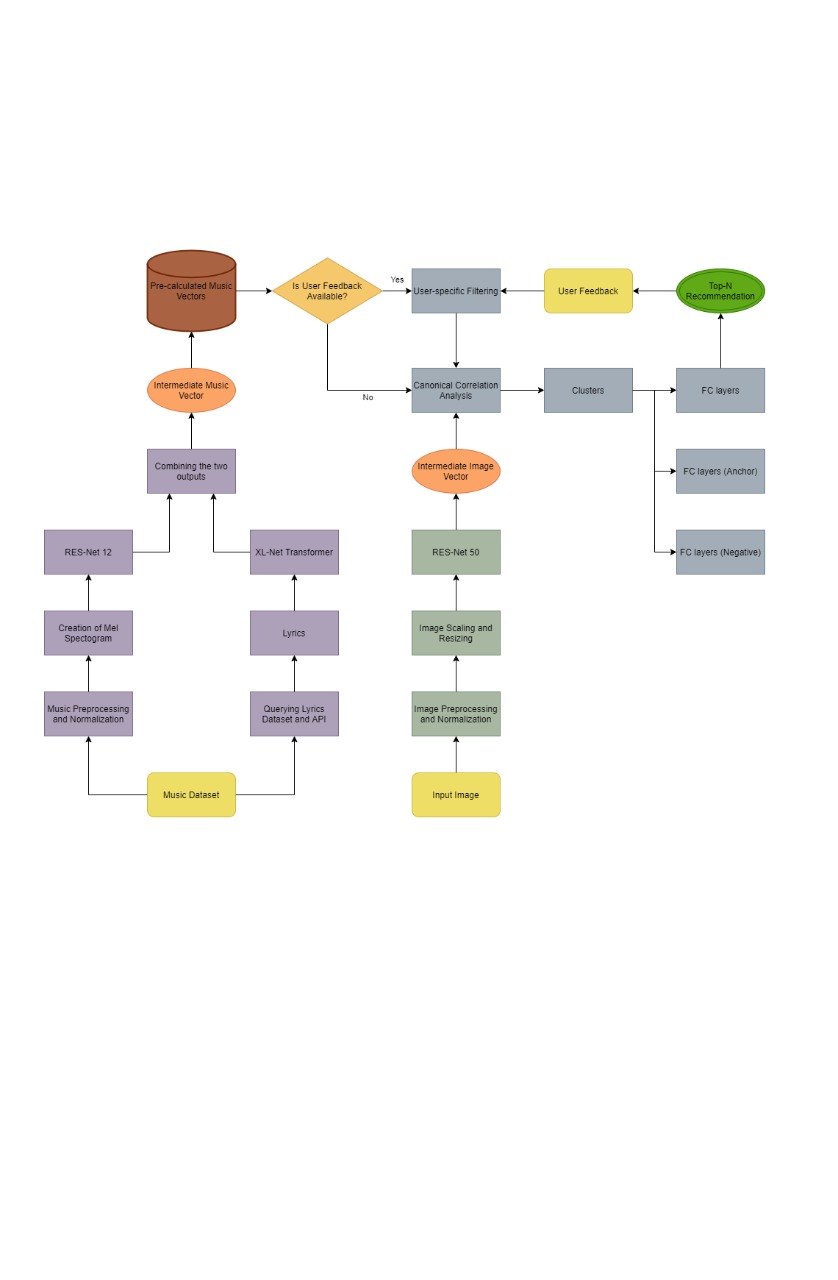 Pre-calculated Music
Vectors
Is User Feedback
Available?
Yes
User-specific Filtering
User Feedback
Top-N
Recommendation
Intermediate Music
Vector
No
Canonical Correlation
Analysis
Clusters
FC layers
Combining the two
outputs
Intermediate Image
Vector
FC layers (Anchor)
RES-Net 12
XL-Net Transformer
RES-Net 50
FC layers (Negative)
Creation of Mel
Spectogram
Lyrics
Image Scaling and
Resizing
Music Preprocessing
and Normalization
Querying Lyrics
Dataset and API
Image Preprocessing
and Normalization
Music Dataset
Input Image